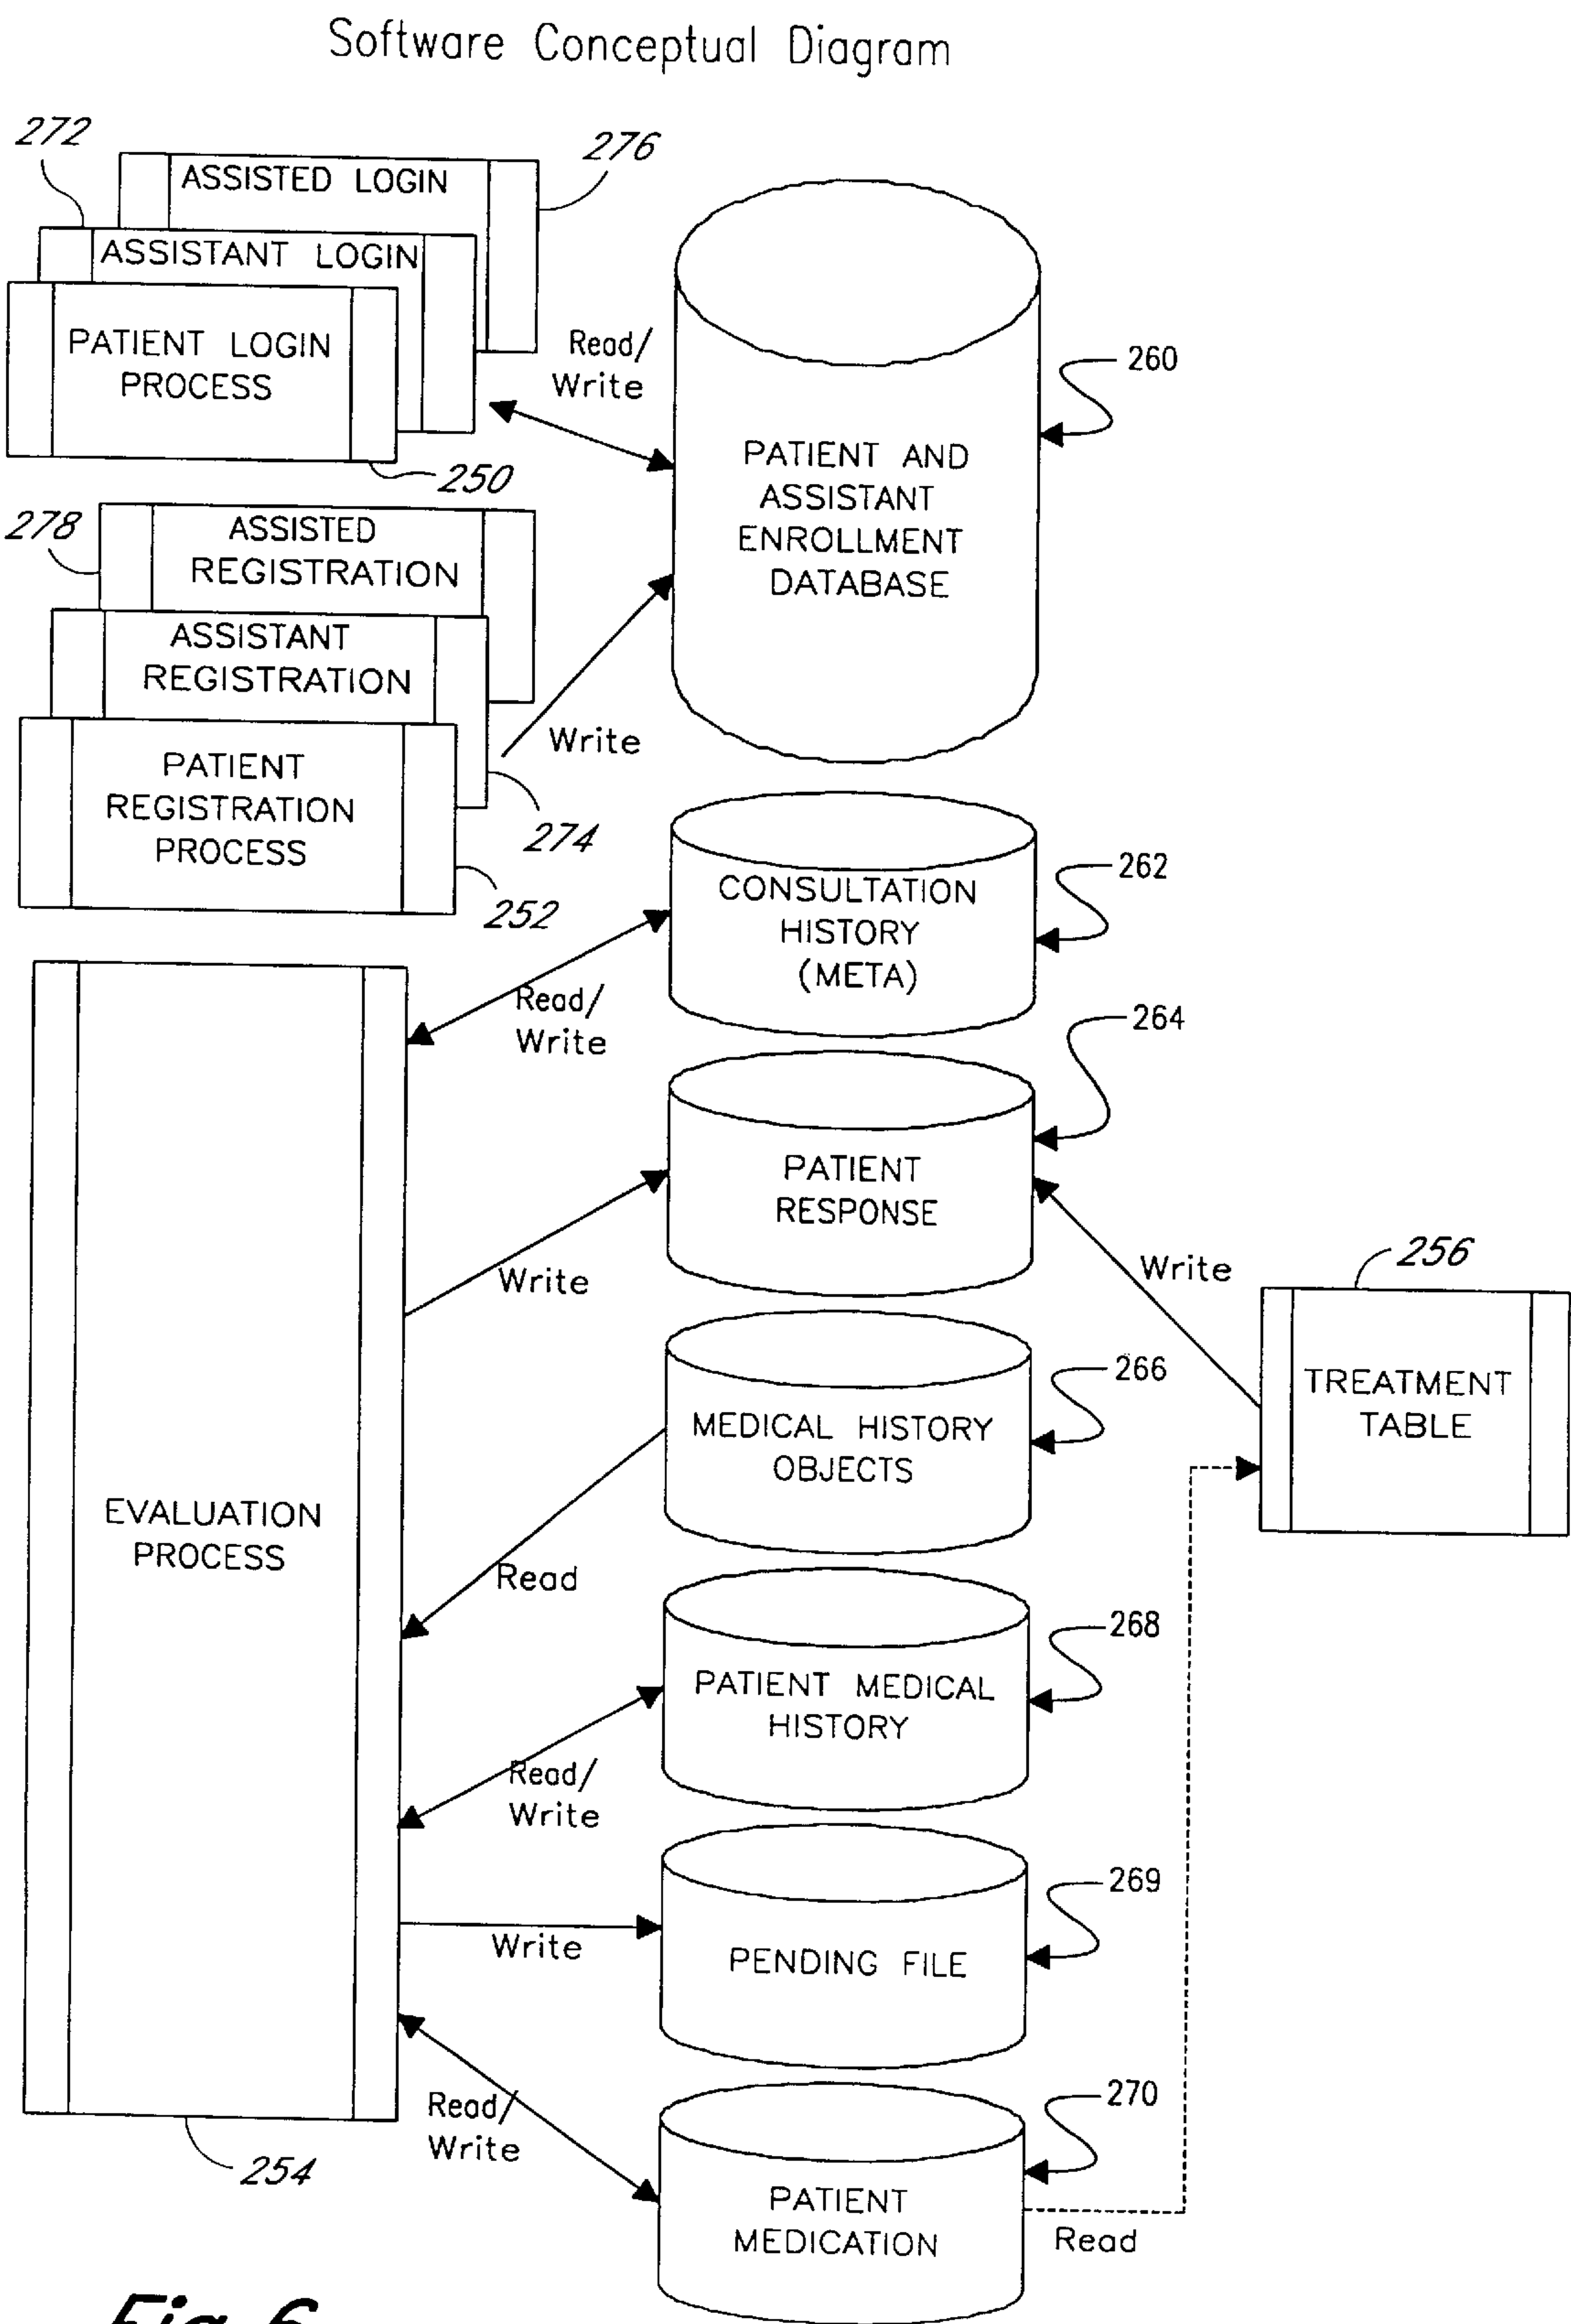 Software Conceptual Diagram
272
276
ASSISTED LOGIN
ASSISTANT LOGIN
PATIENT LOGIN
PROCESS
250
Read/
Write
260
PATIENT AND
ASSISTANT
ENROLLMENT
DATABASE
278
ASSISTED
REGISTRATION
ASSISTANT
REGISTRATION
PATIENT
REGISTRATION
PROCESS
Write
274
252
CONSULTATION
HISTORY
(META)
262
Read/
Write
264
PATIENT
RESPONSE
Write
Write
256
TREATMENT
TABLE
266
MEDICAL HISTORY
OBJECTS
EVALUATION
PROCESS
Read
268
PATIENT MEDICAL
HISTORY
Read/
Write
269
PENDING FILE
Write
270
Read/
Write
254
PATIENT
MEDICATION
Read
Fig. 6